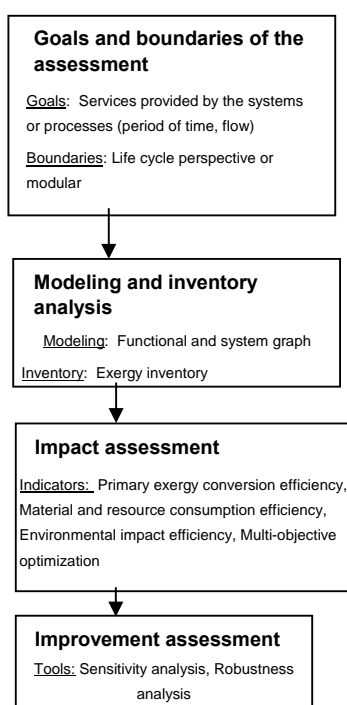 Goals and boundaries of the
assessment
Goals: Services provided by the systems
or processes (period of time, flow)
Boundaries: Life cycle perspective or
modular
Modeling and inventory
analysis
Modeling: Functional and system graph
Inventory: Exergy inventory
Impact assessment
Indicators: Primary exergy conversion efficiency,
Material and resource consumption efficiency,
Environmental impact efficiency, Multi-objective
optimization
Improvement assessment
Tools: Sensitivity analysis, Robustness
analysis